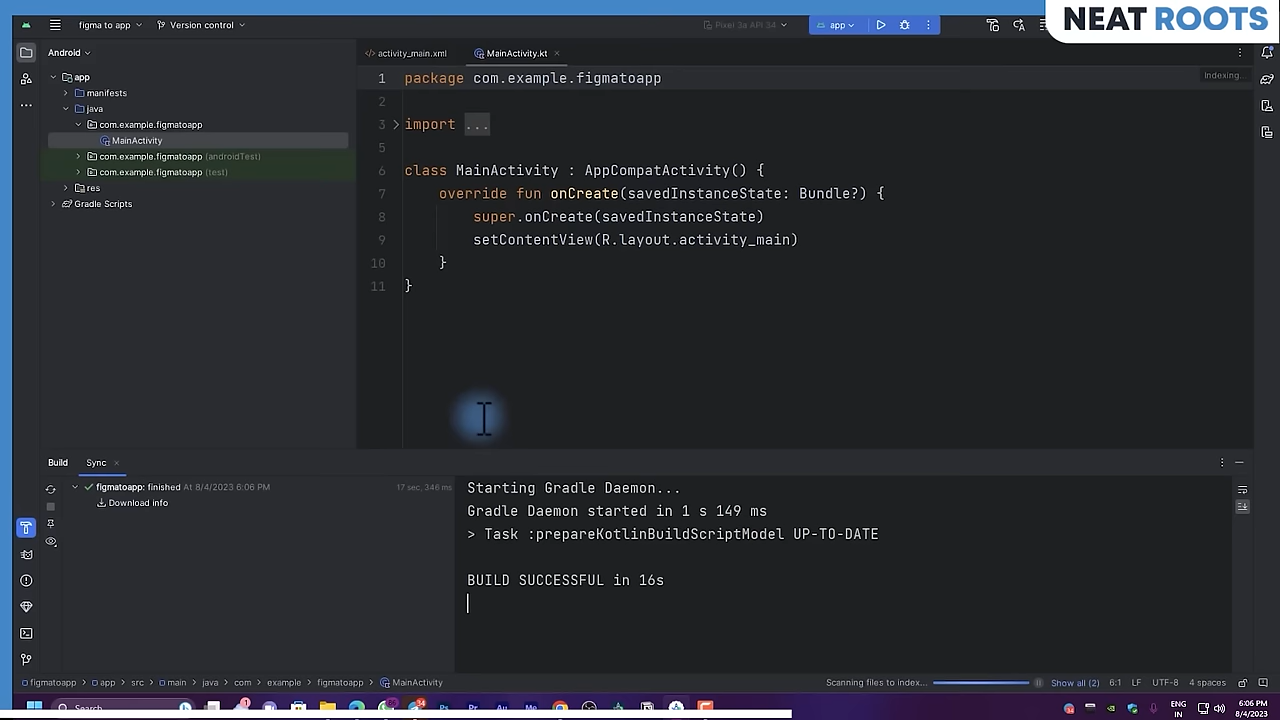 NEAT ROOTS
figma to app
Version control
Pixel 3a API 34
app
Android
activity_main.xml
MainActivity.kt
app
manifests
java
com.example.figmatoapp
MainActivity
com.example.figmatoapp (androidTest)
com.example.figmatoapp (test)
res
Gradle Scripts
Indexing...
1 package com.example.figmatoapp
2
3 import ...
5
6 class MainActivity : AppCompatActivity() {
7 override fun onCreate(savedInstanceState: Bundle?) {
8 super.onCreate(savedInstanceState)
9 setContentView(R.layout.activity_main)
10 }
11 }
Build Sync
figmatoapp: finished At 8/4/2023 6:06 PM 17 sec, 346 ms
Download info
Starting Gradle Daemon...
Gradle Daemon started in 1 s 149 ms
> Task :prepareKotlinBuildScriptModel UP-TO-DATE
BUILD SUCCESSFUL in 16s
figmatoapp app src main java com example figmatoapp MainActivity
Scanning files to index... Show all (2) 6:1 LF UTF-8 4 spaces
Search
ENG
IN
6:06 PM
8/4/2023